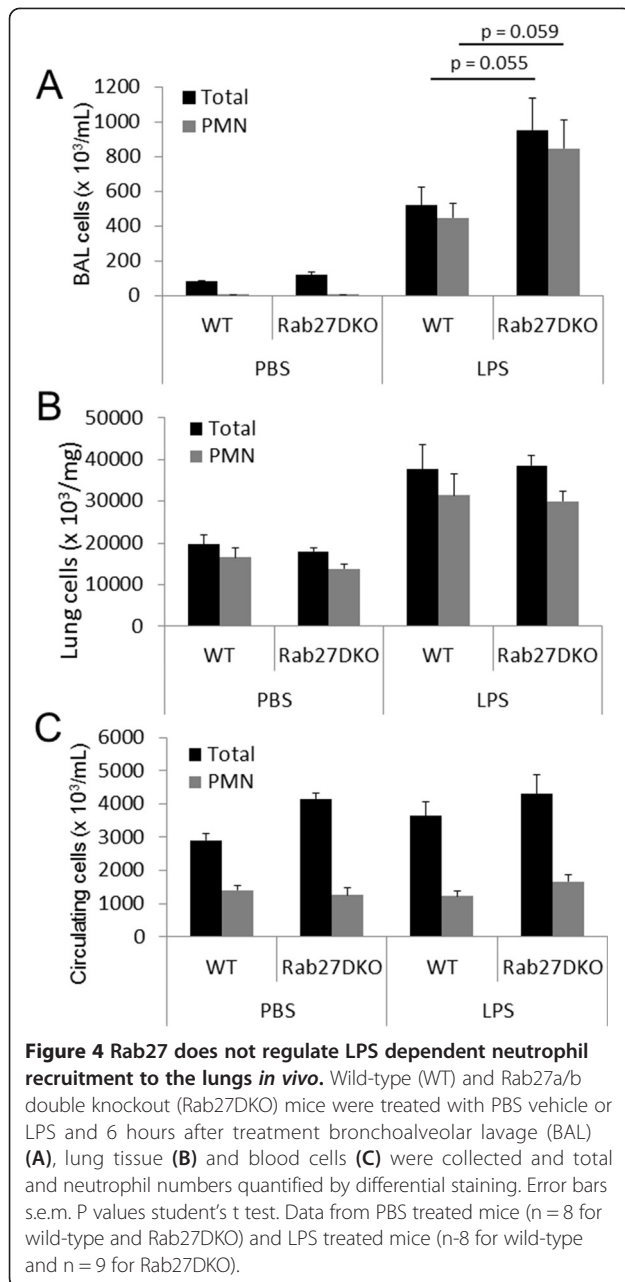 p = 0.059
p = 0.055
A
1200
1000
800
600
400
200
0
BAL cells (x 10³/mL)
Total
PMN
WT Rab27DKO WT Rab27DKO
PBS LPS
B
50000
40000
30000
20000
10000
0
Lung cells (x 10³/mg)
Total
PMN
WT Rab27DKO WT Rab27DKO
PBS LPS
C
6000
5000
4000
3000
2000
1000
0
Circulating cells (x 10³/mL)
Total
PMN
WT Rab27DKO WT Rab27DKO
PBS LPS
Figure 4 Rab27 does not regulate LPS dependent neutrophil
recruitment to the lungs in vivo. Wild-type (WT) and Rab27a/b
double knockout (Rab27DKO) mice were treated with PBS vehicle or
LPS and 6 hours after treatment bronchoalveolar lavage (BAL)
(A), lung tissue (B) and blood cells (C) were collected and total
and neutrophil numbers quantified by differential staining. Error bars
s.e.m. P values student's t test. Data from PBS treated mice (n = 8 for
wild-type and Rab27DKO) and LPS treated mice (n-8 for wild-type
and n = 9 for Rab27DKO).